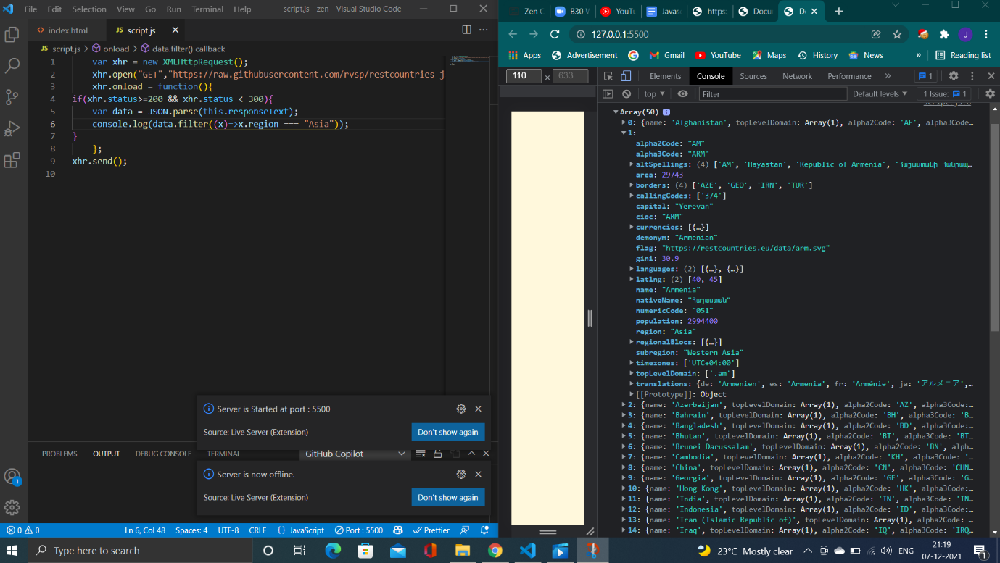 File Edit Selection View Go Run Terminal Help script.js - zen - Visual Studio Code
index.html
JS script.js
JS script.js > onload > data.filter() callback
1 var xhr = new XMLHttpRequest();
2 xhr.open("GET","https://raw.githubusercontent.com/rvsp/restcountries-j
3 xhr.onload = function(){
4 if(xhr.status>=200 && xhr.status < 300){
5 var data = JSON.parse(this.responseText);
6 console.log(data.filter((x)=>x.region === "Asia"));
7 }
8 };
9 xhr.send();
10
Server is Started at port : 5500
Source: Live Server (Extension)
Don't show again
PROBLEMS OUTPUT DEBUG CONSOLE TERMINAL GitHub Copilot
Server is now offline.
Source: Live Server (Extension)
Don't show again
1
0 0 Ln 6, Col 48 Spaces: 4 UTF-8 CRLF {} JavaScript Port : 5500 Prettier
Zen C B30 W YouTu Javas https: Docu Do
127.0.0.1:5500 J
Apps Advertisement Gmail YouTube Maps History News » Reading list
110 × 633
Elements Console Sources Network Performance » 1
top Filter Default levels 1 Issue: 1
Array(50)
0: {name: 'Afghanistan', topLevelDomain: Array(1), alpha2Code: 'AF', alpha3Code…
1:
alpha2Code: "AM"
alpha3Code: "ARM"
altSpellings: (4) ['AM', 'Hayastan', 'Republic of Armenia', 'Հայաստանի Հանրապ…
area: 29743
borders: (4) ['AZE', 'GEO', 'IRN', 'TUR']
callingCodes: ['374']
capital: "Yerevan"
cioc: "ARM"
currencies: [{…}]
demonym: "Armenian"
flag: "https://restcountries.eu/data/arm.svg"
gini: 30.9
languages: (2) [{…}, {…}]
latlng: (2) [40, 45]
name: "Armenia"
nativeName: "Հայաստան"
numericCode: "051"
population: 2994400
region: "Asia"
regionalBlocs: [{…}]
subregion: "Western Asia"
timezones: ['UTC+04:00']
topLevelDomain: ['.am']
translations: {de: 'Armenien', es: 'Armenia', fr: 'Arménie', ja: 'アルメニア',…
[[Prototype]]: Object
2: {name: 'Azerbaijan', topLevelDomain: Array(1), alpha2Code: 'AZ', alpha3Code:…
3: {name: 'Bahrain', topLevelDomain: Array(1), alpha2Code: 'BH', alpha3Code: 'B…
4: {name: 'Bangladesh', topLevelDomain: Array(1), alpha2Code: 'BD', alpha3Code:…
5: {name: 'Bhutan', topLevelDomain: Array(1), alpha2Code: 'BT', alpha3Code: 'BT…
6: {name: 'Brunei Darussalam', topLevelDomain: Array(1), alpha2Code: 'BN', alpha…
7: {name: 'Cambodia', topLevelDomain: Array(1), alpha2Code: 'KH', alpha3Code: '…
8: {name: 'China', topLevelDomain: Array(1), alpha2Code: 'CN', alpha3Code: 'CHN…
9: {name: 'Georgia', topLevelDomain: Array(1), alpha2Code: 'GE', alpha3Code: 'G…
10: {name: 'Hong Kong', topLevelDomain: Array(1), alpha2Code: 'HK', alpha3Code:…
11: {name: 'India', topLevelDomain: Array(1), alpha2Code: 'IN', alpha3Code: 'IN…
12: {name: 'Indonesia', topLevelDomain: Array(1), alpha2Code: 'ID', alpha3Code:…
13: {name: 'Iran (Islamic Republic of)', topLevelDomain: Array(1), alpha2Code:…
14: {name: 'Iraq', topLevelDomain: Array(1), alpha2Code: 'IQ', alpha3Code: 'IRQ…
Type here to search 23°C Mostly clear ENG 21:19
07-12-2021 1